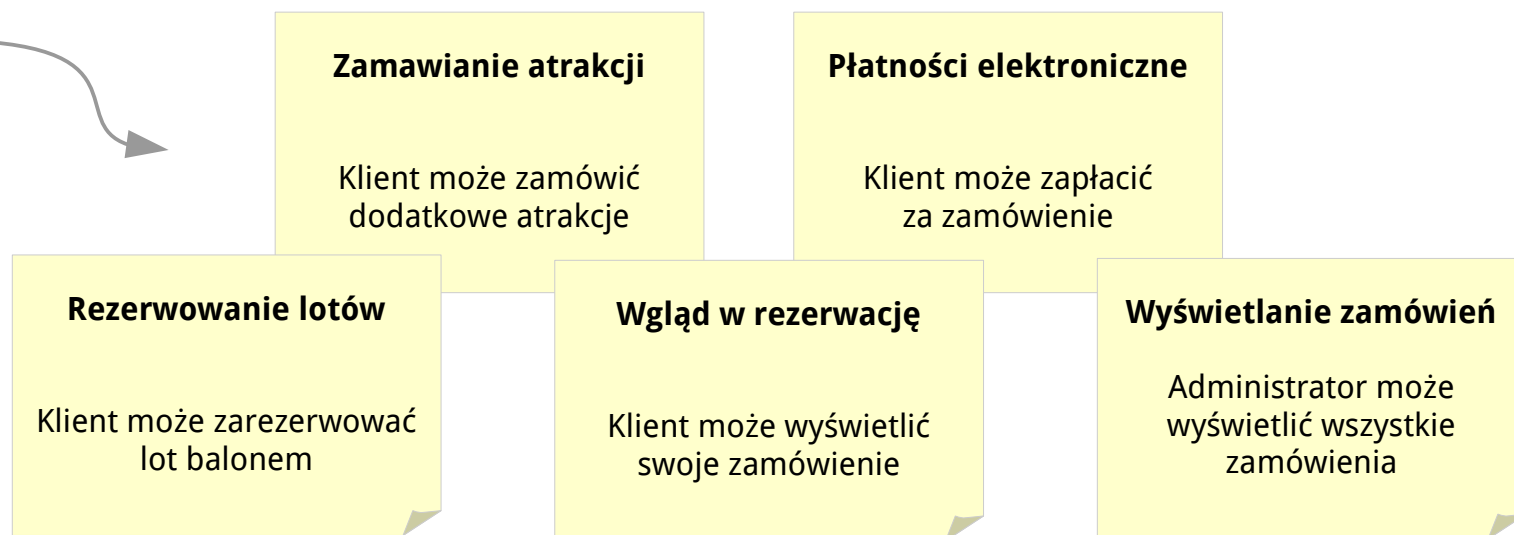 Zamawianie atrakcji
Klient może zamówić
dodatkowe atrakcje
Płatności elektroniczne
Klient może zapłacić
za zamówienie
Rezerwowanie lotów
Klient może zarezerwować
lot balonem
Wgląd w rezerwację
Klient może wyświetlić
swoje zamówienie
Wyświetlanie zamówień
Administrator może
wyświetlić wszystkie
zamówienia